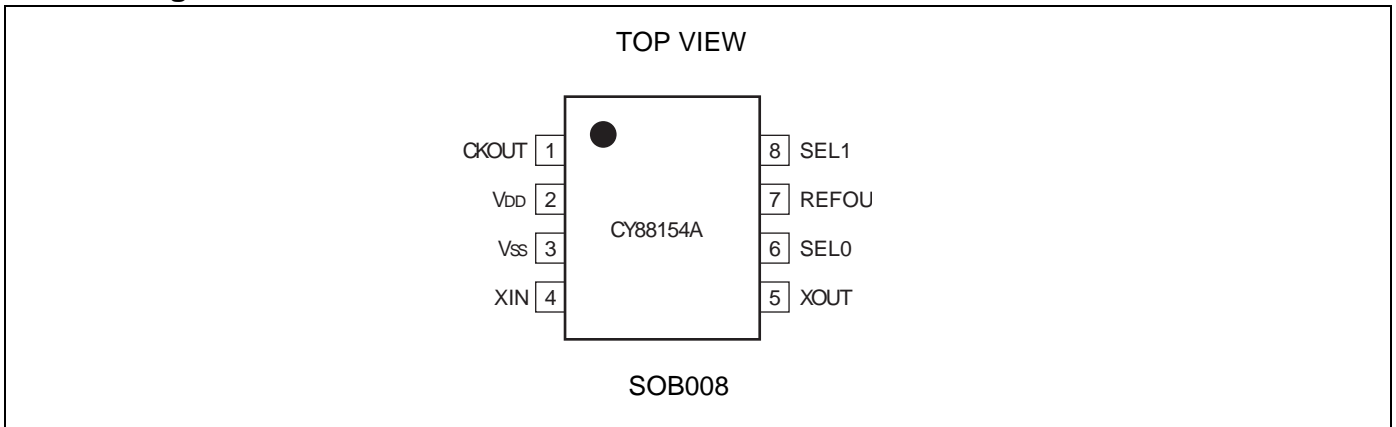 TOP VIEW
CKOUT 1
VDD 2
VSS 3
XIN 4
CY88154A
8 SEL1
7 REFOU
6 SEL0
5 XOUT
SOB008